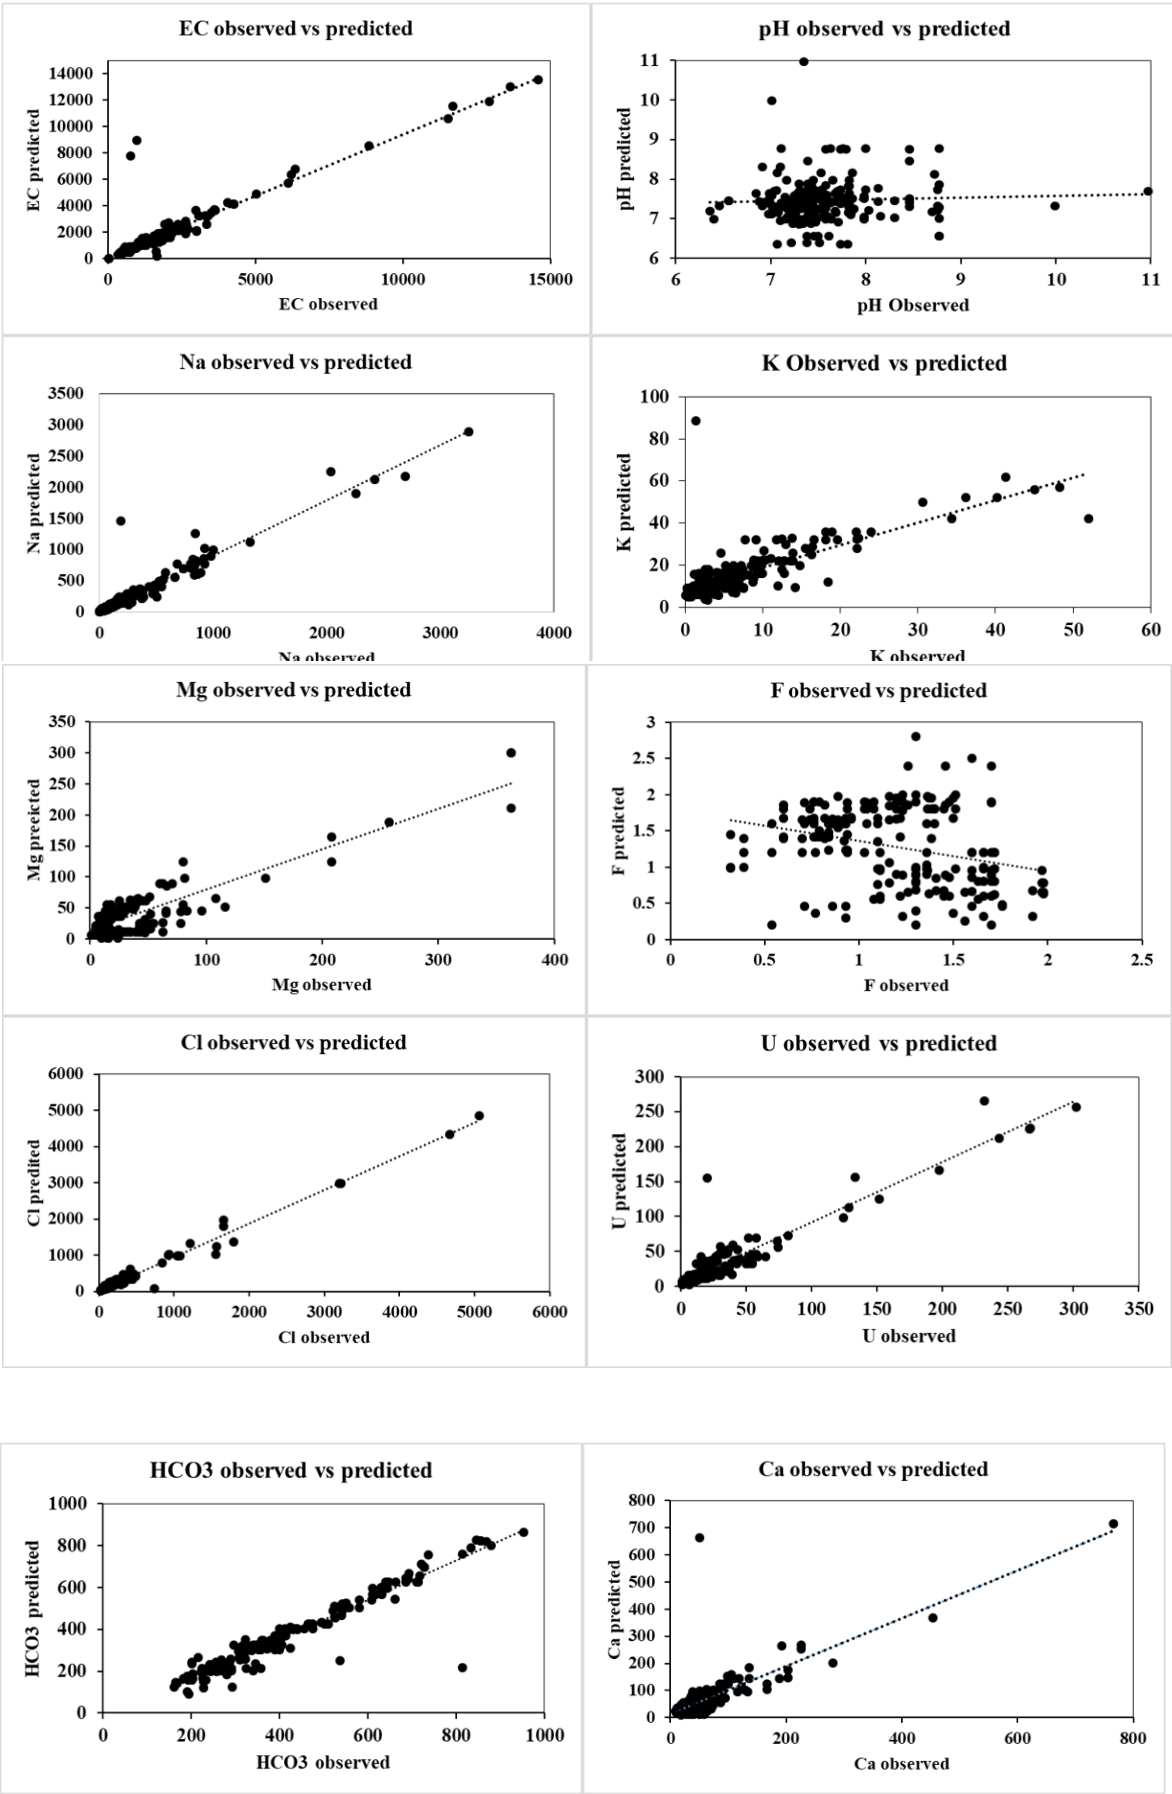 EC observed vs predicted
EC predicted
14000
12000
10000
8000
6000
4000
2000
0
0 5000 10000 15000
EC observed
pH observed vs predicted
pH predicted
11
10
9
8
7
6
6 7 8 9 10 11
pH Observed
Na observed vs predicted
Na predicted
3500
3000
2500
2000
1500
1000
500
0
0 1000 2000 3000 4000
Na observed
K Observed vs predicted
K predicted
100
80
60
40
20
0
0 10 20 30 40 50 60
K observed
Mg observed vs predicted
Mg preeicted
350
300
250
200
150
100
50
0
0 100 200 300 400
Mg observed
F observed vs predicted
F predicted
3
2.5
2
1.5
1
0.5
0
0 0.5 1 1.5 2 2.5
F observed
Cl observed vs predicted
Cl predited
6000
5000
4000
3000
2000
1000
0
0 1000 2000 3000 4000 5000 6000
Cl observed
U observed vs predicted
U predicted
300
250
200
150
100
50
0
0 50 100 150 200 250 300 350
U observed
HCO3 observed vs predicted
HCO3 predicted
1000
800
600
400
200
0
0 200 400 600 800 1000
HCO3 observed
Ca observed vs predicted
Ca predicted
800
700
600
500
400
300
200
100
0
0 200 400 600 800
Ca observed